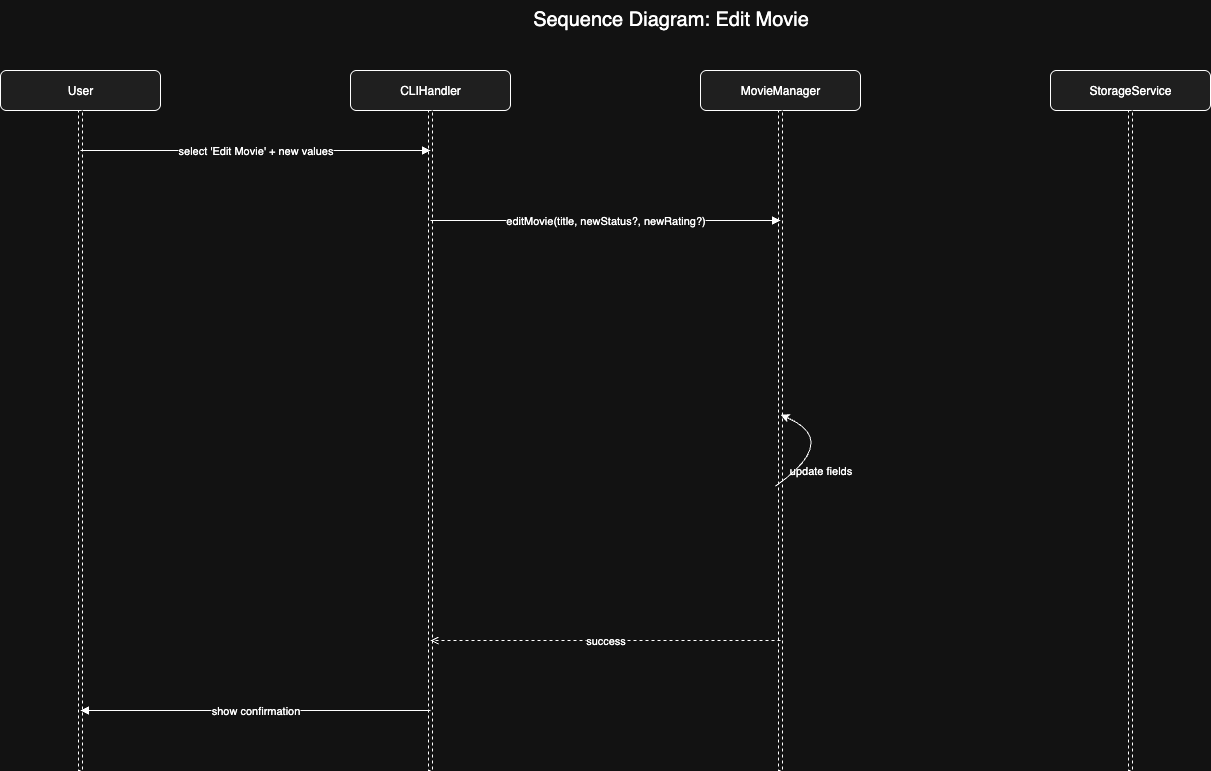 Sequence Diagram: Edit Movie
User
CLIHandler
MovieManager
StorageService
select 'Edit Movie' + new values
editMovie(title, newStatus?, newRating?)
update fields
success
show confirmation